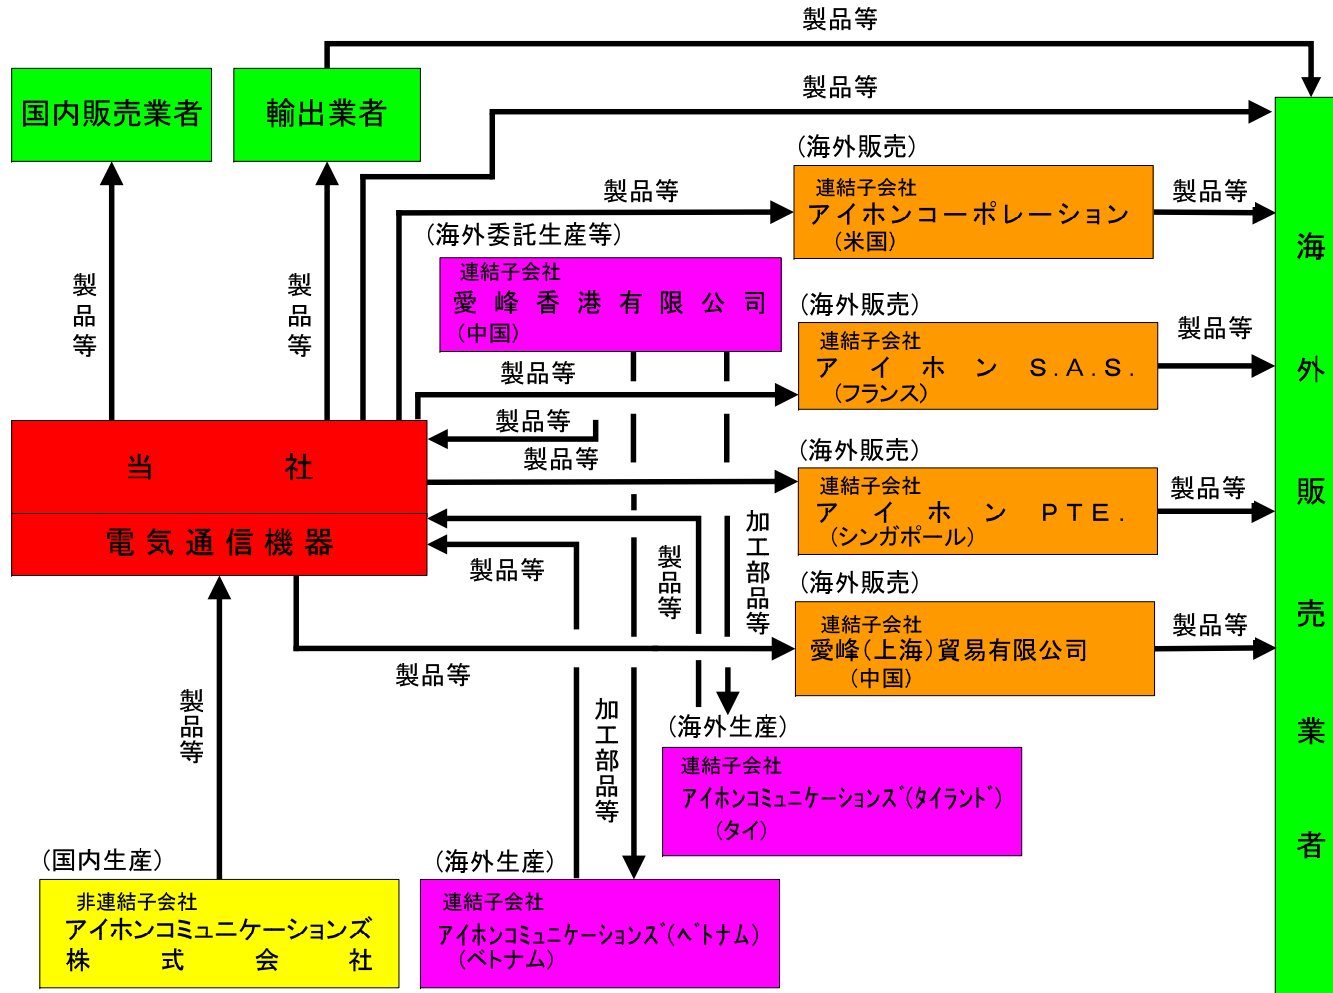 製品等
国内販売業者
輸出業者
製品等
(海外販売)
連結子会社
アイホンコーポレーション
(米国)
製品等
製品等
(海外委託生産等)
連結子会社
愛峰香港有限公司
(中国)
製品等
製品等
(海外販売)
連結子会社
アイホンS.A.S.
(フランス)
製品等
製品等
製品等
製品等
(海外販売)
連結子会社
アイホンPTE.
(シンガポール)
製品等
当社
電気通信機器
製品等
製品等
加工部品等
(海外販売)
連結子会社
愛峰(上海)貿易有限公司
(中国)
製品等
製品等
製品等
加工部品等
(海外生産)
連結子会社
アイホンコミュニケーションズ(タイランド)
(タイ)
(国内生産)
非連結子会社
アイホンコミュニケーションズ
株式会社
(海外生産)
連結子会社
アイホンコミュニケーションズ(ベトナム)
(ベトナム)
海外販売業者